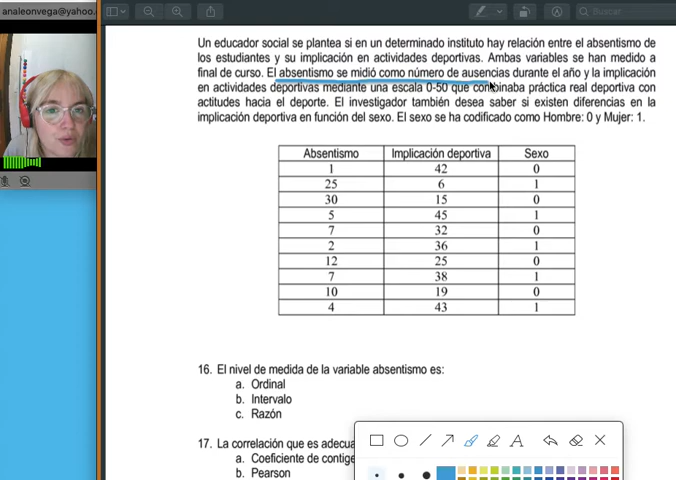 analeonvega@yahoo.
Buscar
Un educador social se plantea si en un determinado instituto hay relación entre el absentismo de
los estudiantes y su implicación en actividades deportivas. Ambas variables se han medido a
final de curso. El absentismo se midió como número de ausencias durante el año y la implicación
en actividades deportivas mediante una escala 0-50 que combinaba práctica real deportiva con
actitudes hacia el deporte. El investigador también desea saber si existen diferencias en la
implicación deportiva en función del sexo. El sexo se ha codificado como Hombre: 0 y Mujer: 1.
Absentismo Implicación deportiva Sexo
1 42 0
25 6 1
30 15 0
5 45 1
7 32 0
2 36 1
12 25 0
7 38 1
10 19 0
4 43 1
16. El nivel de medida de la variable absentismo es:
a. Ordinal
b. Intervalo
c. Razón
17. La correlación que es adecua
a. Coeficiente de contige
b. Pearson
A